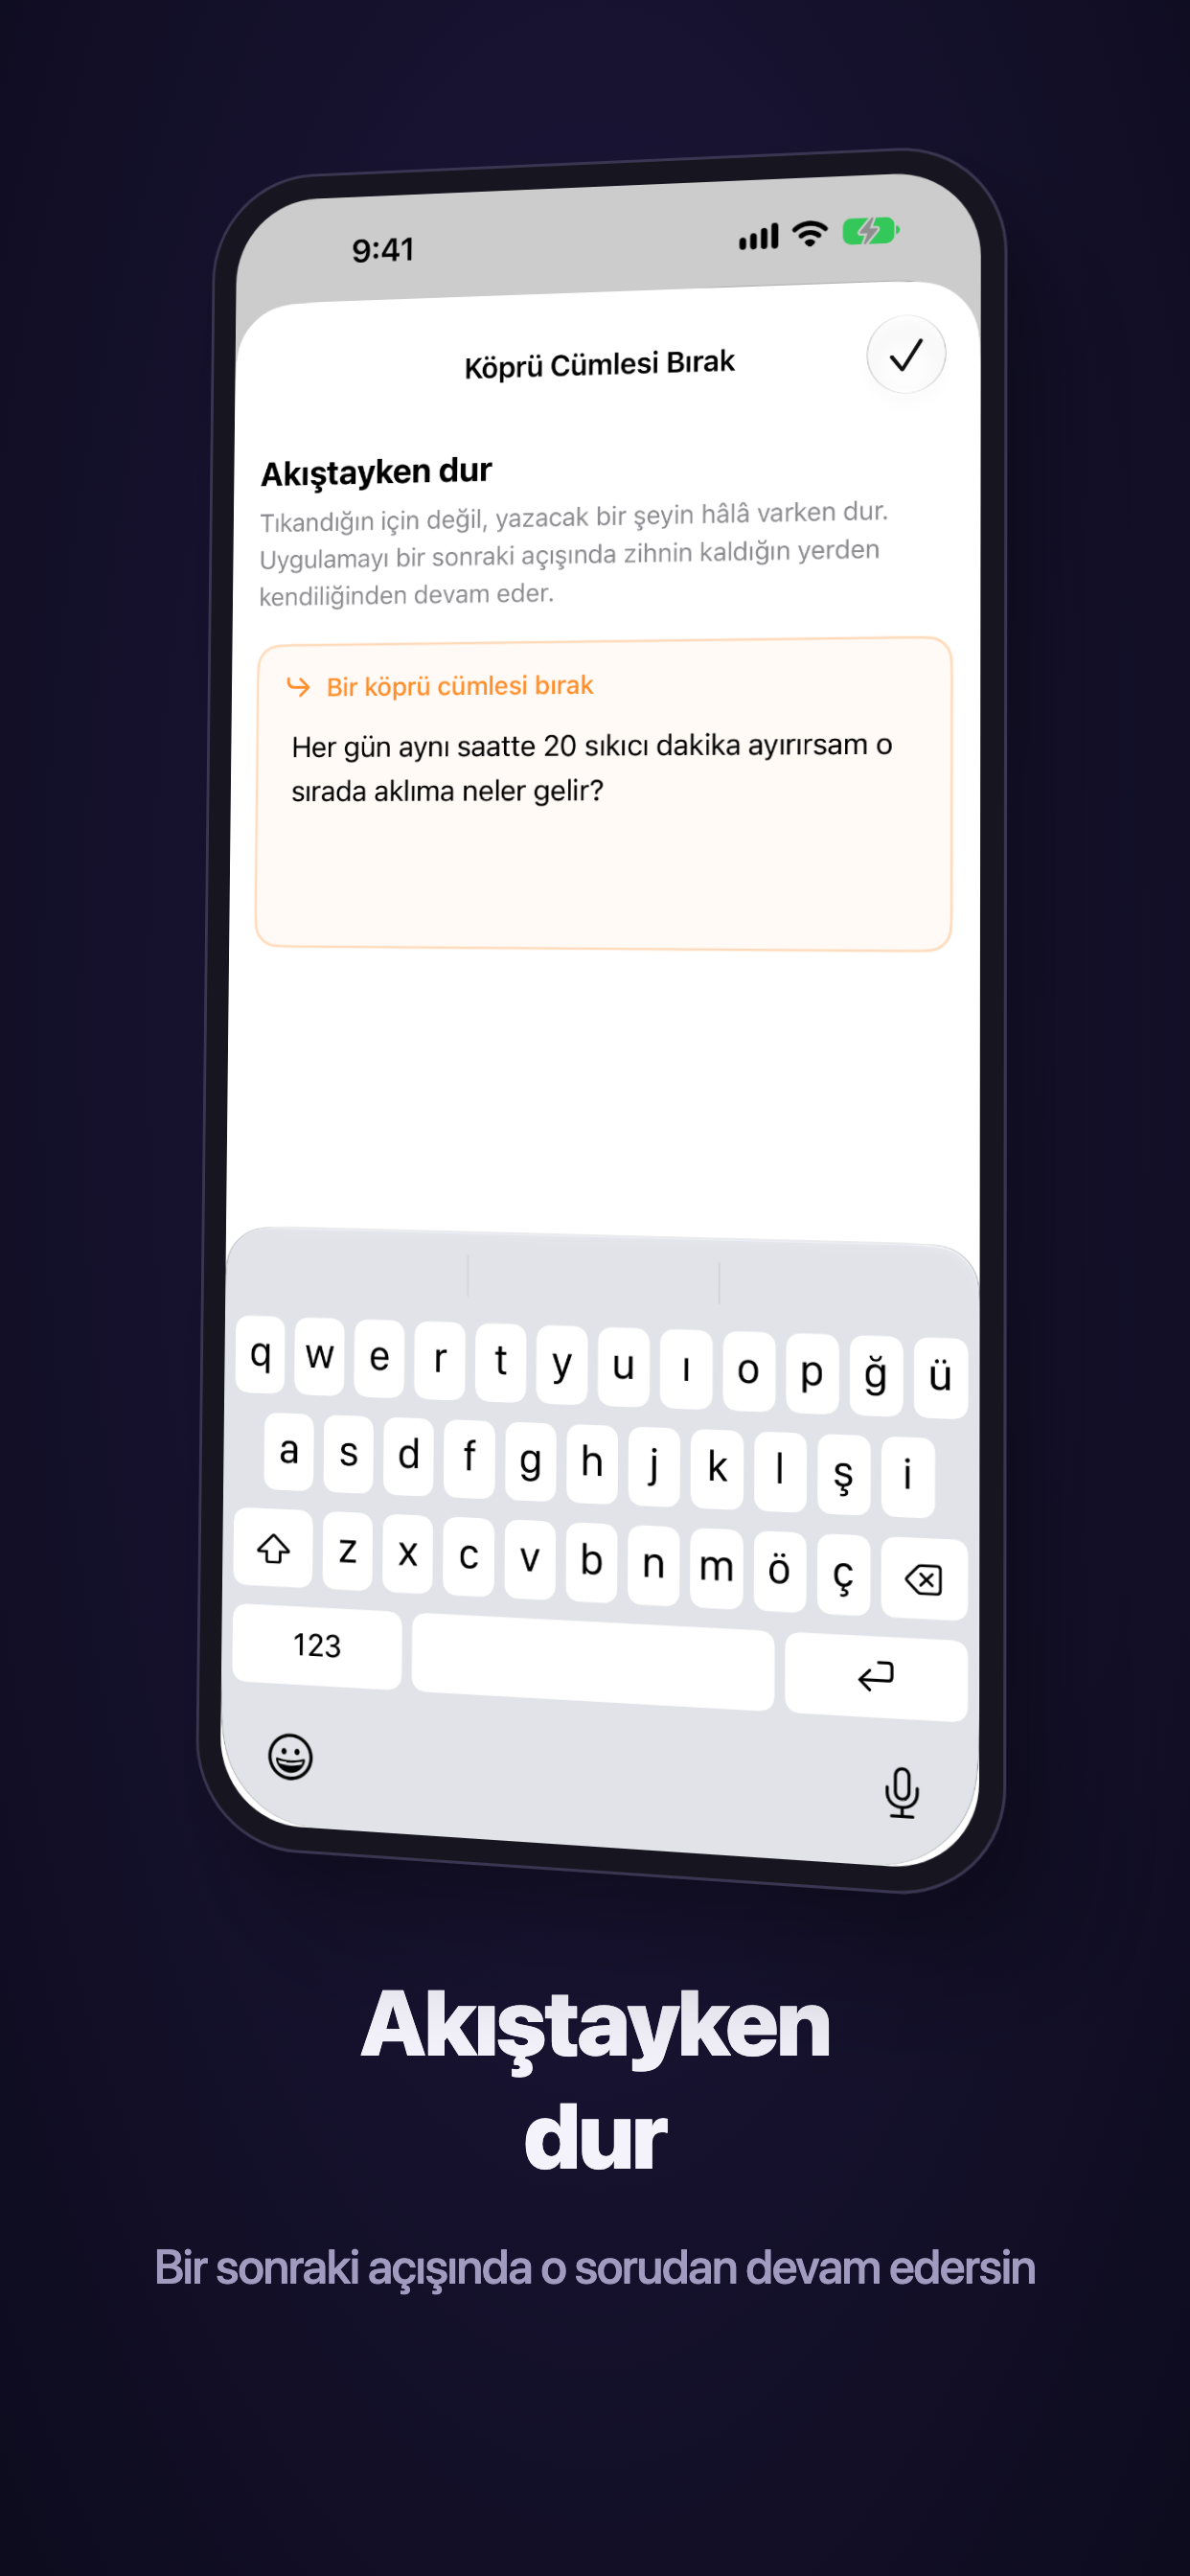 9:41
Köprü Cümlesi Bırak
Akıştayken dur
Tıkandığın için değil, yazacak bir şeyin hâlâ varken dur.
Uygulamayı bir sonraki açışında zihnin kaldığın yerden
kendiliğinden devam eder.
Bir köprü cümlesi bırak
Her gün aynı saatte 20 sıkıcı dakika ayırırsam o
sırada aklıma neler gelir?
q w e r t y u ı o p ğ ü
a s d f g h j k l ş i
z x c v b n m ö ç
123
Akıştayken
dur
Bir sonraki açışında o sorudan devam edersin